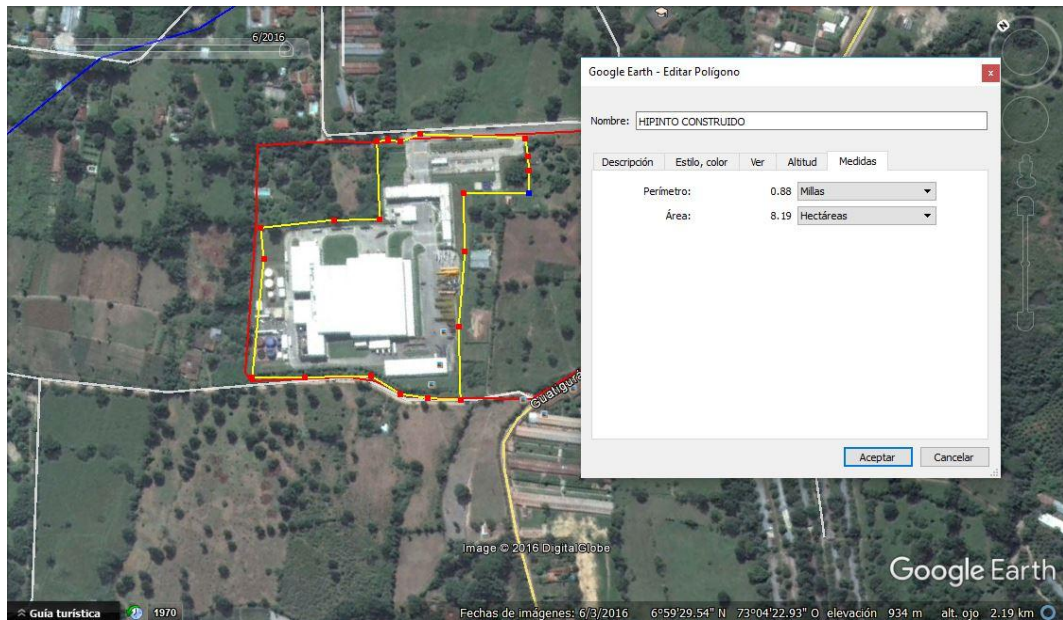 6/2016
N
Google Earth - Editar Polígono
x
Nombre: HIPINTO CONSTRUIDO
Descripción Estilo, color Ver Altitud Medidas
Perímetro: 0.88 Millas
Área: 8.19 Hectáreas
Aceptar Cancelar
Guatiguará
Image © 2016 DigitalGlobe
Google Earth
Guía turística 1970 Fechas de imágenes: 6/3/2016 6°59'29.54" N 73°04'22.93" O elevación 934 m alt. ojo 2.19 km